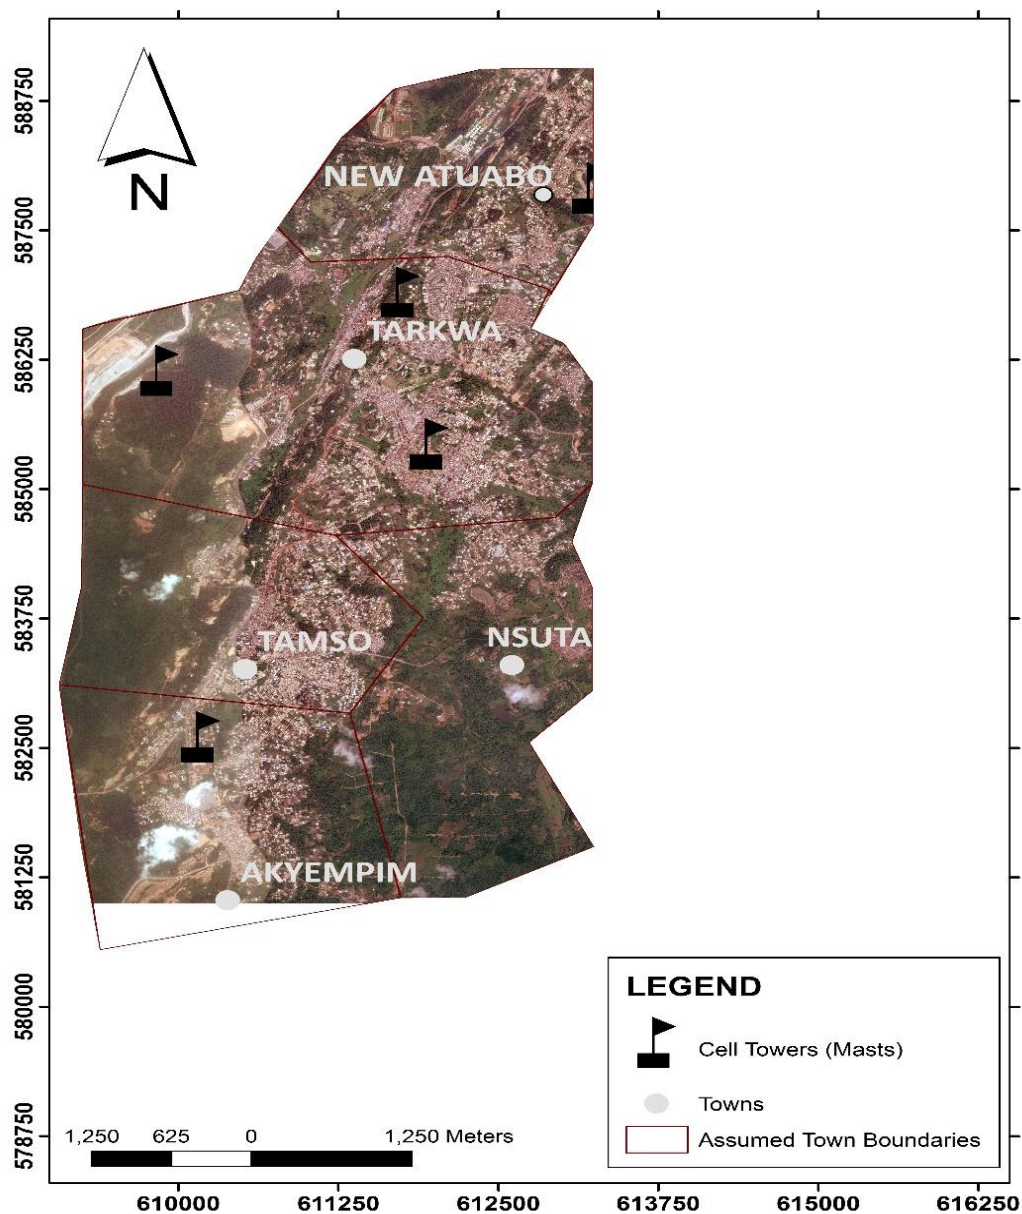 588750
587500
586250
585000
583750
582500
581250
580000
578750
N
NEW ATUABO
TARKWA
TAMSO
NSUTA
AKYEMPIM
LEGEND
Cell Towers (Masts)
Towns
Assumed Town Boundaries
1,250 625 0 1,250 Meters
610000 611250 612500 613750 615000 616250